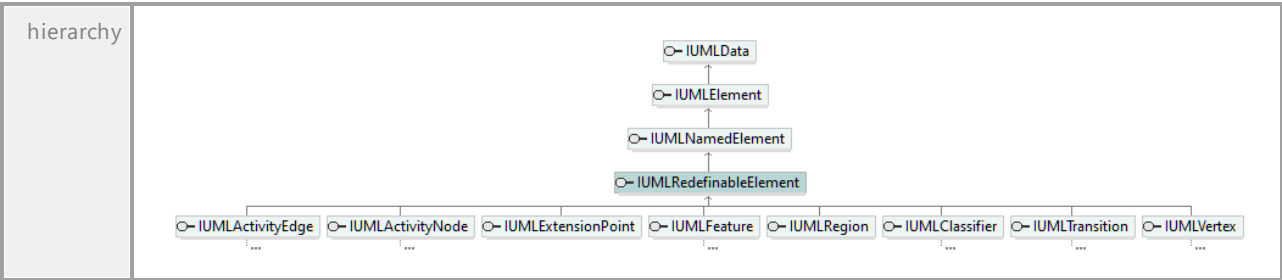 hierarchy
IUMLData
IUMLElement
IUMLNamedElement
IUMLRedefinableElement
IUMLActivityEdge IUMLActivityNode IUMLExtensionPoint IUMLFeature IUMLRegion IUMLClassifier IUMLTransition IUMLVertex
... ... ... ... ... ...